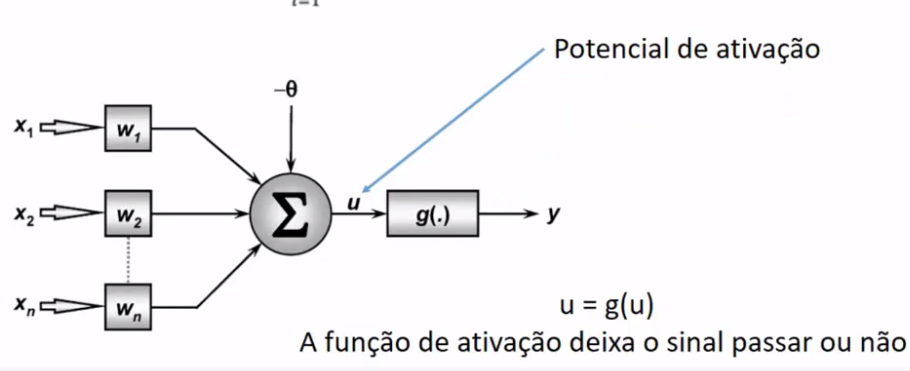 Potencial de ativação
–θ
x1
w1
x2
w2
Σ
u
g(.)
y
xn
wn
u = g(u)
A função de ativação deixa o sinal passar ou não